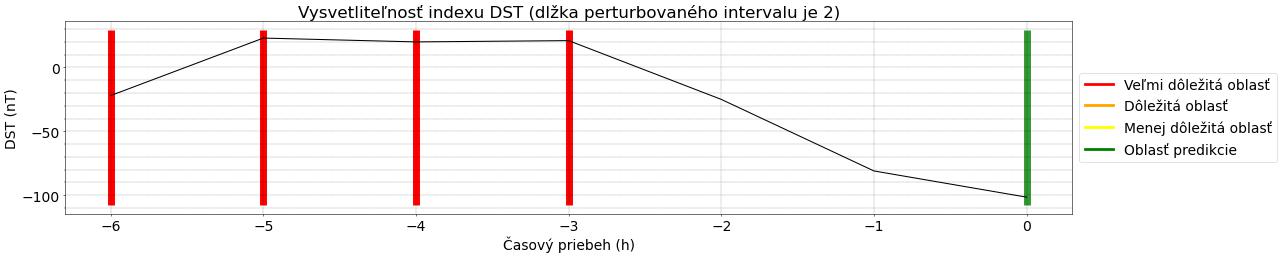 Vysvetliteľnosť indexu DST (dlžka perturbovaného intervalu je 2)
DST (nT)
0
−50
−100
−6
−5
−4
−3
−2
−1
0
Časový priebeh (h)
Veľmi dôležitá oblasť
Dôležitá oblasť
Menej dôležitá oblasť
Oblasť predikcie